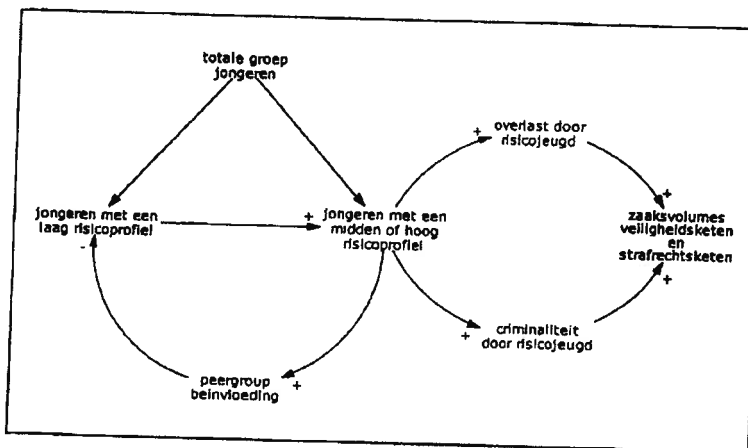 totale groep
jongeren
+ overlast door
risicojeugd
jongeren met een
laag risicoprofiel
-
+
jongeren met een
midden of hoog
risicoprofiel
+
zaaksvolumes
veiligheidsketen
en
strafrechtsketen
+
criminaliteit
+ door risicojeugd
peergroup
beinvloeding +